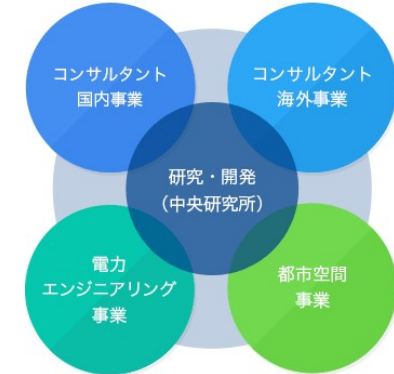 コンサルタント
国内事業
コンサルタント
海外事業
研究・開発
（中央研究所）
電力
エンジニアリング
事業
都市空間
事業